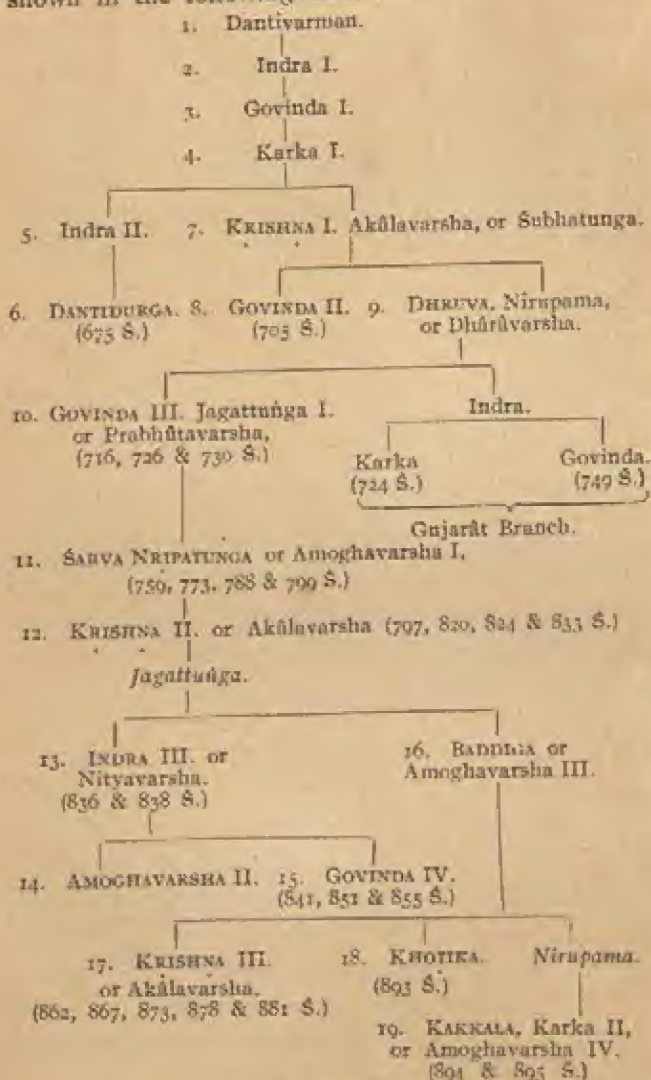 shown in the following
1. Dantivarman.
2. Indra I.
3. Govinda I.
4. Karka I.
5. Indra II. 7. KRISHNA I. Akâlavarsha, or Śubhatunga.
6. DANTIDURGA. 8. GOVINDA II. 9. DHRUVA, Nirupama,
(675 Ś.) (705 Ś.) or Dhârâvarsha.
10. GOVINDA III. Jagattuṅga I. Indra.
or Prabhûtavarsha,
(716, 726 & 730 Ś.) Karka Govinda.
(724 Ś.) (749 Ś.)
Gujarât Branch.
11. ŚARVA NRIPATUNGA or Amoghavarsha I,
(759, 773, 788 & 799 Ś.)
12. KRISHNA II. or Akâlavarsha (797, 820, 824 & 833 Ś.)
Jagattuṅga.
13. INDRA III. or 16. BADDIGA or
Nityavarsha. Amoghavarsha III.
(836 & 838 Ś.)
14. AMOGHAVARSHA II. 15. GOVINDA IV.
(841, 851 & 855 Ś.)
17. KRISHNA III. 18. KHOTIKA. Nirupama.
or Akâlavarsha. (893 Ś.)
(862, 867, 873, 878 & 881 Ś.)
19. KAKKALA, Karka II,
or Amoghavarsha IV.
(894 & 895 Ś.)